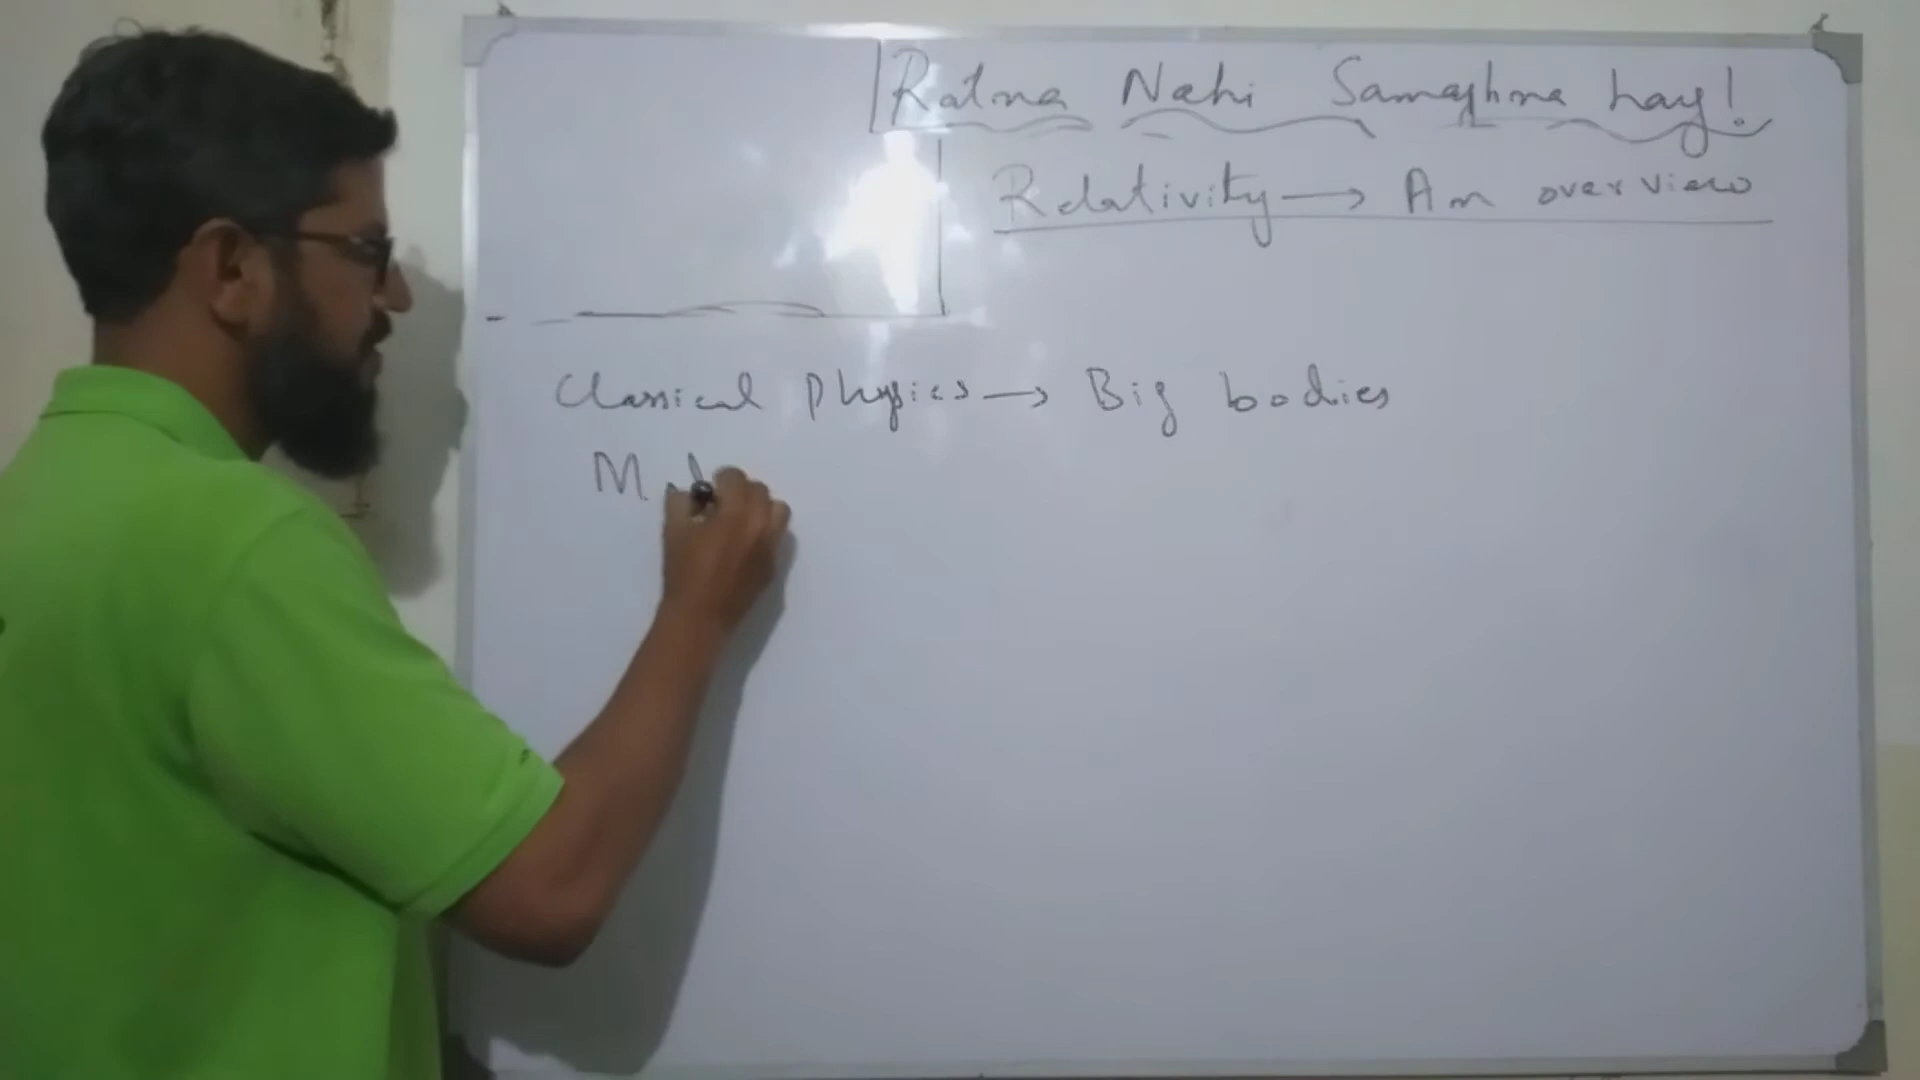 Ratna Nahi Samajhna hay!
Relativity → An overview
Classical Physics → Big bodies
M